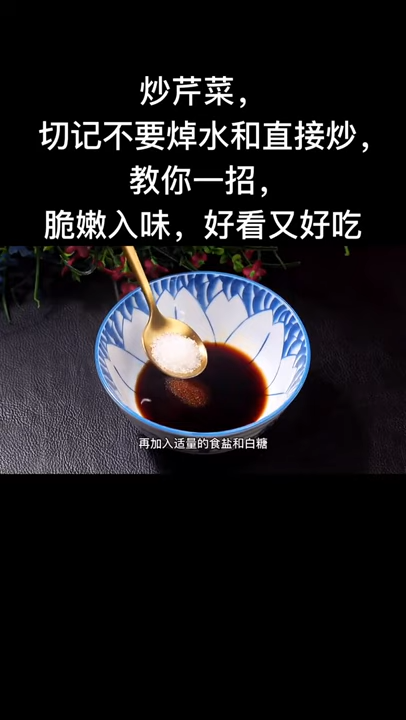 炒芹菜，
切记不要焯水和直接炒，
教你一招，
脆嫩入味，好看又好吃
再加入适量的食盐和白糖